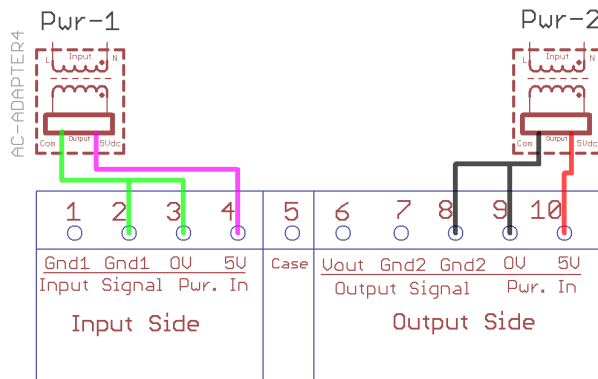 Pwr-1
Pwr-2
AC-ADAPTER4
L Input N
Com Output 5Vdc
L Input N
Com Output 5Vdc
1 2 3 4 5 6 7 8 9 10
Gnd1 Gnd1 0V 5V Case Vout Gnd2 Gnd2 0V 5V
Input Signal Pwr. In Output Signal Pwr. In
Input Side Output Side